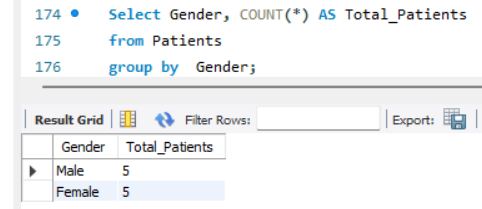 174 Select Gender, COUNT(*) AS Total_Patients
175 from Patients
176 group by Gender;
Result Grid Filter Rows: Export:
Gender Total_Patients
Male 5
Female 5